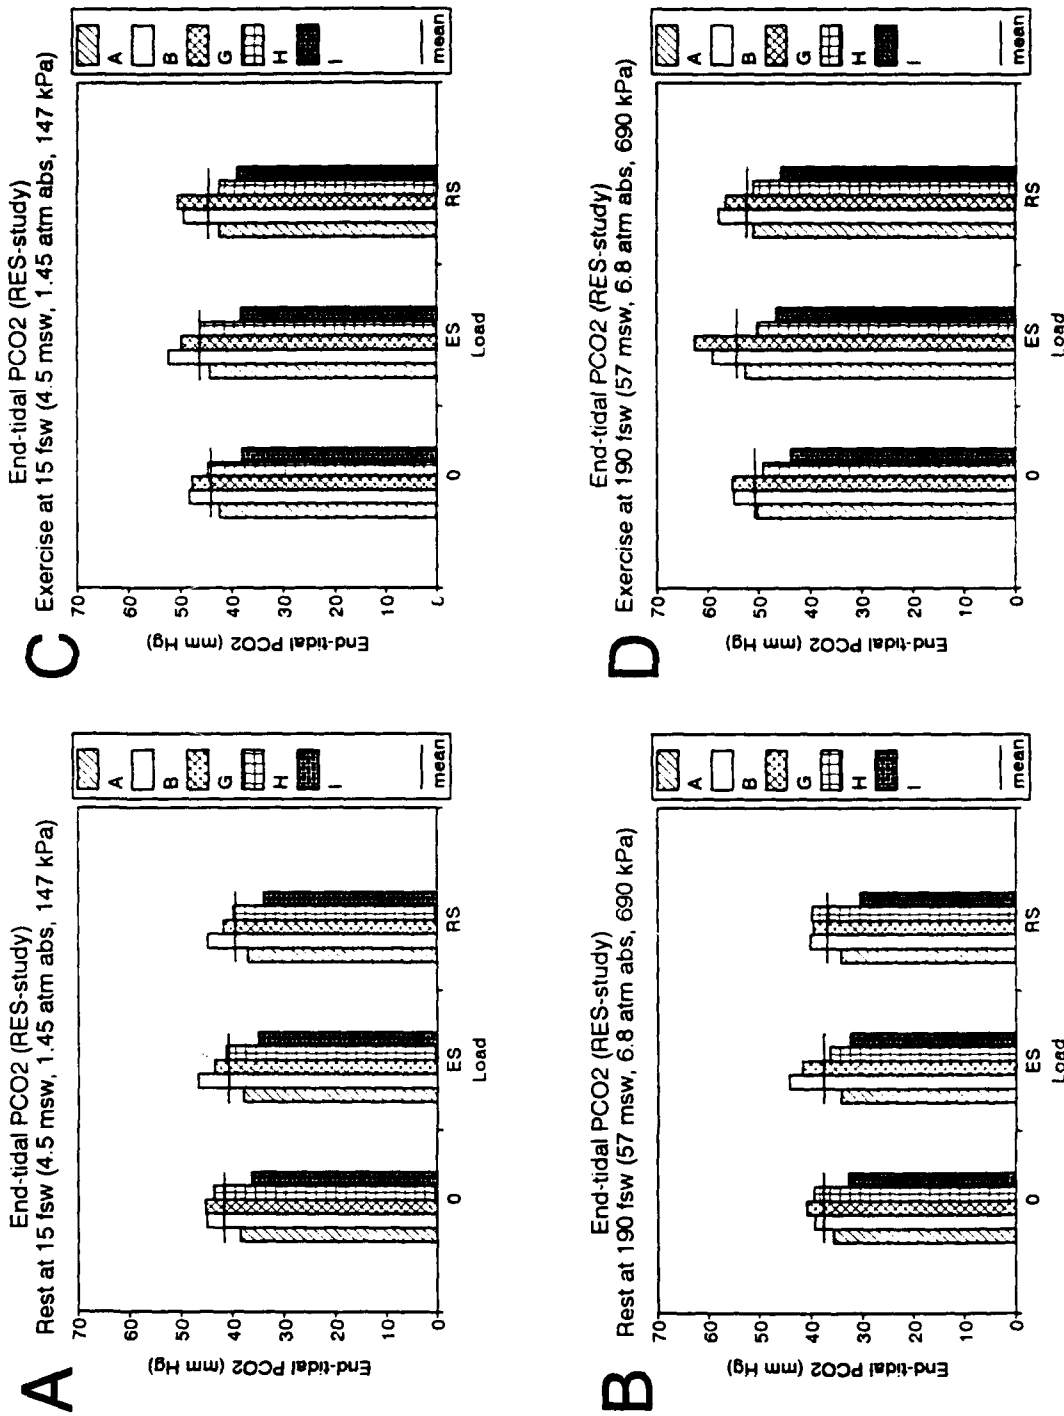 A
End-tidal PCO2 (RES-study)
Rest at 15 fsw (4.5 msw, 1.45 atm abs, 147 kPa)
End-tidal PCO2 (mm Hg)
70
60
50
40
30
20
10
0
0
ES
RS
Load
A
B
G
H
I
mean
B
End-tidal PCO2 (RES-study)
Rest at 190 fsw (57 msw, 6.8 atm abs, 690 kPa)
End-tidal PCO2 (mm Hg)
70
60
50
40
30
20
10
0
0
ES
RS
Load
A
B
G
H
I
mean
C
End-tidal PCO2 (RES-study)
Exercise at 15 fsw (4.5 msw, 1.45 atm abs, 147 kPa)
End-tidal PCO2 (mm Hg)
70
60
50
40
30
20
10
0
0
ES
RS
Load
A
B
G
H
I
mean
D
End-tidal PCO2 (RES-study)
Exercise at 190 fsw (57 msw, 6.8 atm abs, 690 kPa)
End-tidal PCO2 (mm Hg)
70
60
50
40
30
20
10
0
0
ES
RS
Load
A
B
G
H
I
mean